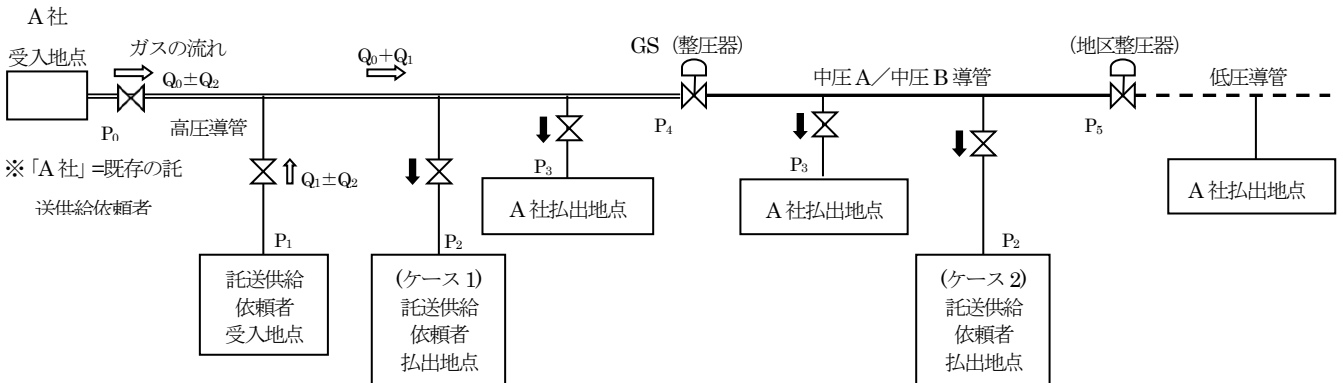 A社
受入地点
ガスの流れ
Q₀±Q₂
Q₀+Q₁
GS（整圧器）
（地区整圧器）
中圧A／中圧B導管
低圧導管
P₀
高圧導管
P₄
P₅
※「A社」=既存の託
送供給依頼者
Q₁±Q₂
P₃
P₃
A社払出地点
A社払出地点
A社払出地点
P₁
P₂
P₂
託送供給
依頼者
受入地点
(ケース1)
託送供給
依頼者
払出地点
(ケース2)
託送供給
依頼者
払出地点